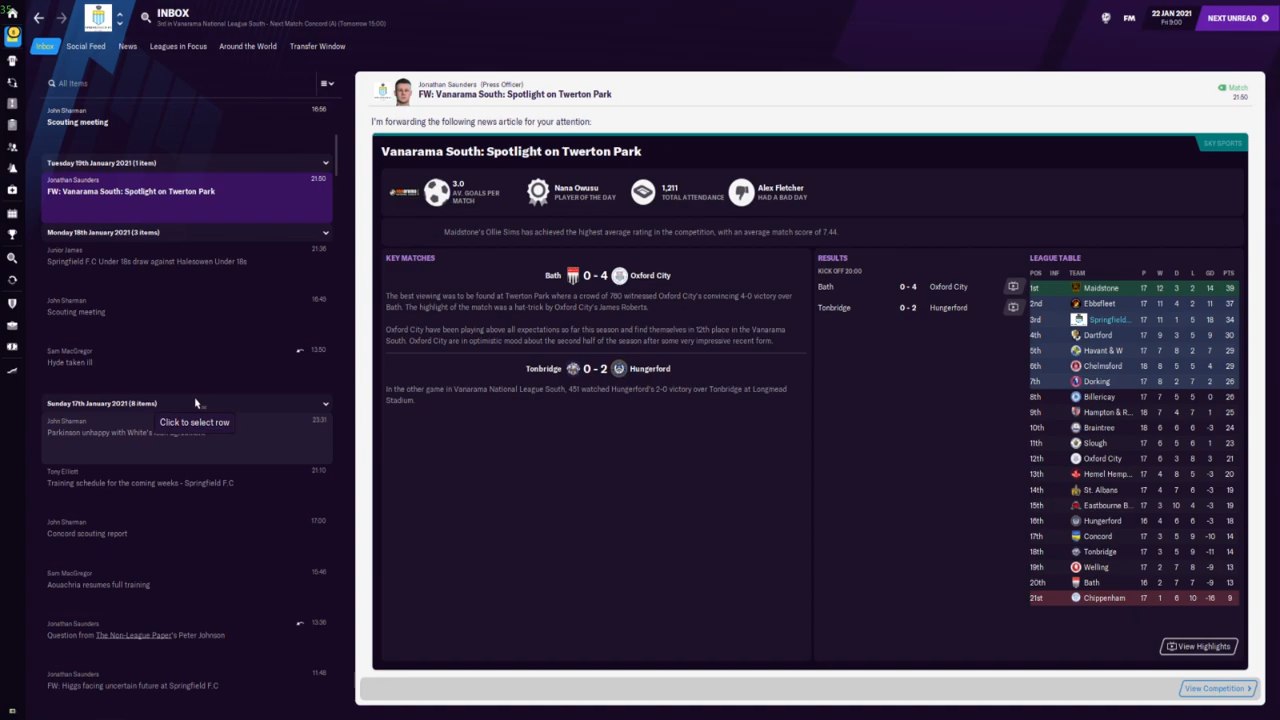 INBOX
3rd in Vanarama National League South - Next Match: Concord (A) (Tomorrow 15:00)
FM
22 JAN 2021
Fri 9:00
NEXT UNREAD
Inbox
Social Feed
News
Leagues in Focus
Around the World
Transfer Window
All Items
John Sharman
16:56
Scouting meeting
Tuesday 19th January 2021 (1 item)
Jonathan Saunders
21:50
FW: Vanarama South: Spotlight on Twerton Park
Monday 18th January 2021 (3 items)
Junior James
21:36
Springfield F.C Under 18s draw against Halesowen Under 18s
John Sharman
16:40
Scouting meeting
Sam MacGregor
13:50
Hyde taken ill
Sunday 17th January 2021 (8 items)
Click to select row
John Sharman
23:31
Parkinson unhappy with White's
Tony Elliott
21:10
Training schedule for the coming weeks - Springfield F.C
John Sharman
17:00
Concord scouting report
Sam MacGregor
15:46
Aouachria resumes full training
Jonathan Saunders
13:36
Question from The Non-League Paper's Peter Johnson
Jonathan Saunders
11:48
FW: Higgs facing uncertain future at Springfield F.C
Jonathan Saunders (Press Officer)
FW: Vanarama South: Spotlight on Twerton Park
Match
21:50
I'm forwarding the following news article for your attention:
Vanarama South: Spotlight on Twerton Park
SKY SPORTS
3.0
AV. GOALS PER
MATCH
Nana Owusu
PLAYER OF THE DAY
1,211
TOTAL ATTENDANCE
Alex Fletcher
HAD A BAD DAY
Maidstone's Ollie Sims has achieved the highest average rating in the competition, with an average match score of 7.44.
KEY MATCHES
Bath 0 - 4 Oxford City
The best viewing was to be found at Twerton Park where a crowd of 760 witnessed Oxford City's convincing 4-0 victory over
Bath. The highlight of the match was a hat-trick by Oxford City's James Roberts.
Oxford City have been playing above all expectations so far this season and find themselves in 12th place in the Vanarama
South. Oxford City are in optimistic mood about the second half of the season after some very impressive recent form.
Tonbridge 0 - 2 Hungerford
In the other game in Vanarama National League South, 451 watched Hungerford's 2-0 victory over Tonbridge at Longmead
Stadium.
RESULTS
KICK OFF 20:00
Bath 0 - 4 Oxford City
Tonbridge 0 - 2 Hungerford
LEAGUE TABLE
POS INF TEAM P W D L GD PTS
1st Maidstone 17 12 3 2 14 39
2nd Ebbsfleet 17 11 4 2 11 37
3rd Springfield... 17 11 1 5 18 34
4th Dartford 17 9 3 5 9 30
5th Havant & W 17 7 8 2 7 29
6th Chelmsford 18 8 5 5 4 29
7th Dorking 17 8 2 7 2 26
8th Billericay 17 7 5 5 0 26
9th Hampton & R... 18 7 4 7 1 25
10th Braintree 18 6 6 6 -3 24
11th Slough 17 6 5 6 1 23
12th Oxford City 17 6 3 8 3 21
13th Hemel Hemp... 17 4 8 5 -3 20
14th St. Albans 17 4 7 6 -3 19
15th Eastbourne B... 17 3 10 4 -3 19
16th Hungerford 16 4 6 6 -3 18
17th Concord 17 3 5 9 -10 14
18th Tonbridge 17 3 5 9 -11 14
19th Welling 17 2 7 8 -9 13
20th Bath 16 2 7 7 -9 13
21st Chippenham 17 1 6 10 -16 9
View Highlights
View Competition